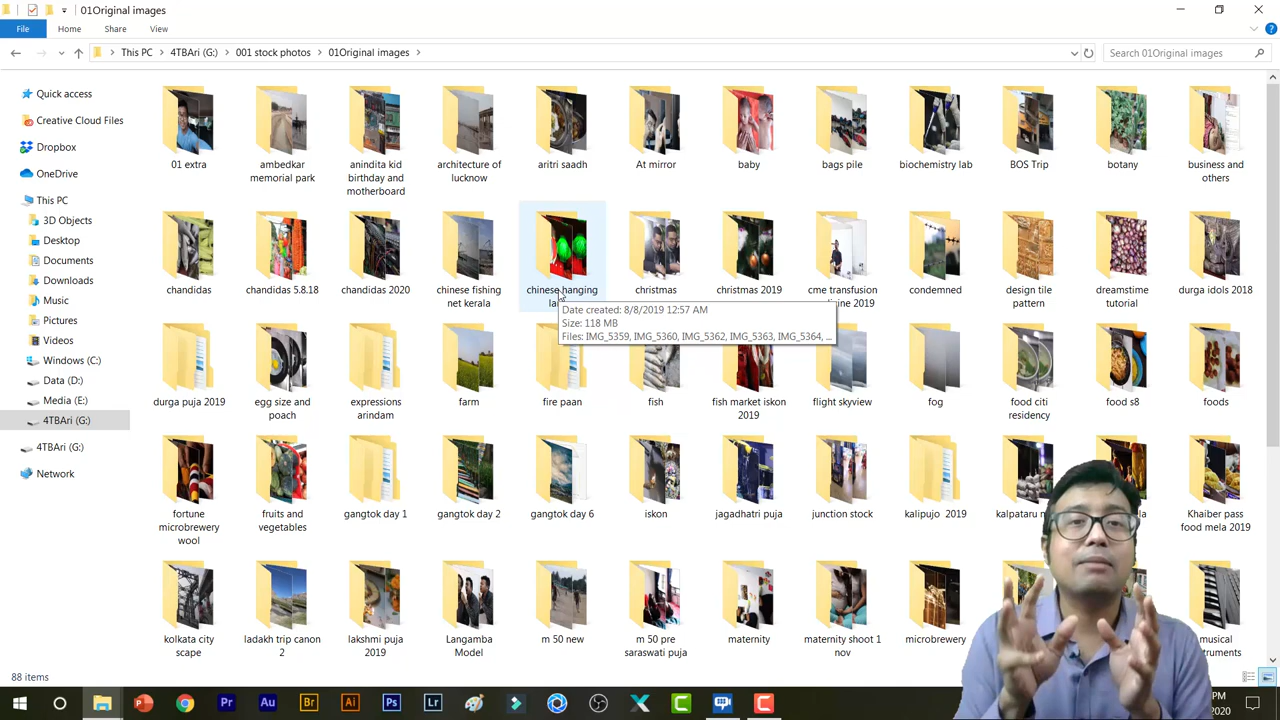 01Original images
File Home Share View
This PC 4TBAri (G:) 001 stock photos 01Original images
Search 01Original images
Quick access
Creative Cloud Files
Dropbox
OneDrive
This PC
3D Objects
Desktop
Documents
Downloads
Music
Pictures
Videos
Windows (C:)
Data (D:)
Media (E:)
4TBAri (G:)
4TBAri (G:)
Network
01 extra
ambedkar
memorial park
anindita kid
birthday and
motherboard
architecture of
lucknow
aritri saadh
At mirror
baby
bags pile
biochemistry lab
BOS Trip
botany
business and
others
chandidas
chandidas 5.8.18
chandidas 2020
chinese fishing
net kerala
chinese hanging
christmas
christmas 2019
cme transfusion
2019
condemned
design tile
pattern
dreamstime
tutorial
durga idols 2018
Date created: 8/8/2019 12:57 AM
Size: 118 MB
Files: IMG_5359, IMG_5360, IMG_5362, IMG_5363, IMG_5364, ...
durga puja 2019
egg size and
poach
expressions
arindam
farm
fire paan
fish
fish market iskon
2019
flight skyview
fog
food citi
residency
food s8
foods
fortune
microbrewery
wool
fruits and
vegetables
gangtok day 1
gangtok day 2
gangtok day 6
iskon
jagadhatri puja
junction stock
kalipujo 2019
Khaiber pass
food mela 2019
kolkata city
scape
ladakh trip canon
2
lakshmi puja
2019
Langamba
Model
m 50 new
m 50 pre
saraswati puja
maternity
maternity shoot 1
nov
microbrewery
musical
88 items
Pr Au Br Ai Ps Lr
PM
2020